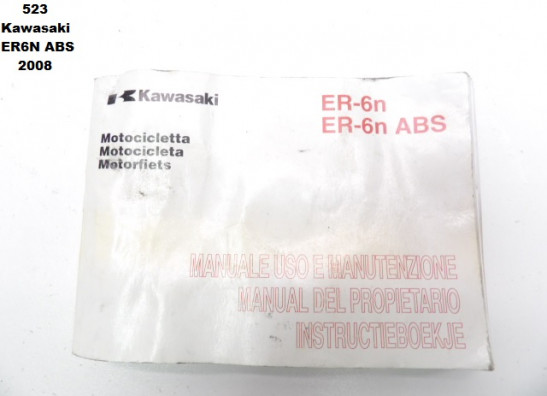 523
Kawasaki
ER6N ABS
2008
Kawasaki
ER-6n
ER-6n ABS
Motocicletta
Motocicleta
Motorfiets
MANUALE USO E MANUTENZIONE
MANUAL DEL PROPIETARIO
INSTRUCTIEBOEKJE